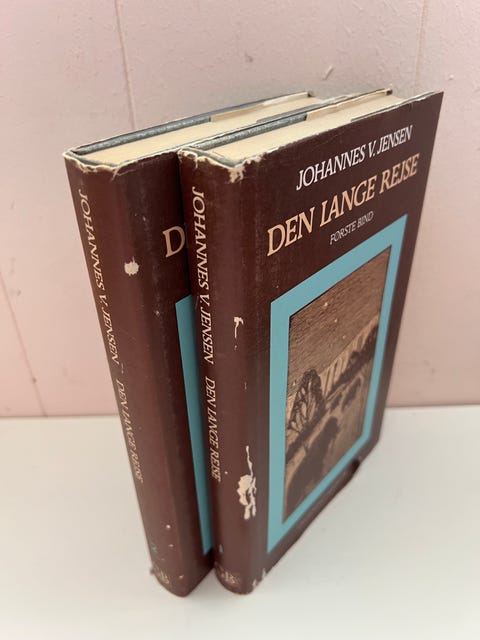 JOHANNES V. JENSEN
DEN LANGE REJSE
FØRSTE BIND
JOHANNES V. JENSEN DEN LANGE REJSE
JOHANNES V. JENSEN DEN LANGE REJSE
D